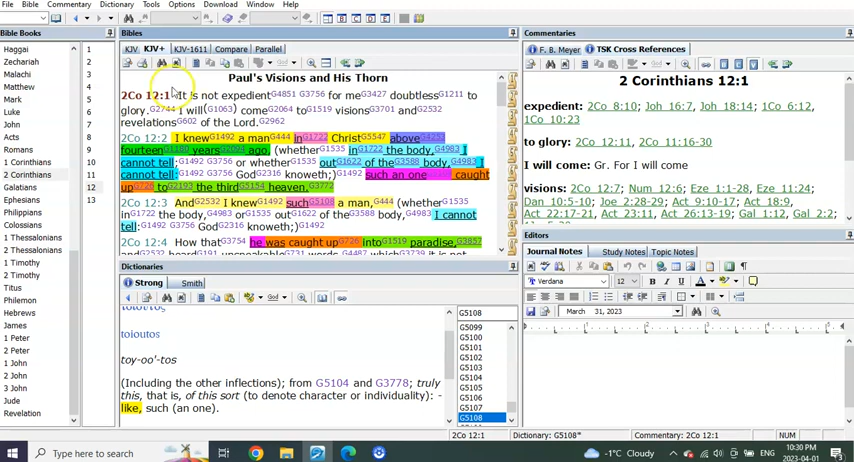 File Bible Commentary Dictionary Tools Options Download Window Help
Bible Books
Haggai
Zechariah
Malachi
Matthew
Mark
Luke
John
Acts
Romans
1 Corinthians
2 Corinthians
Galatians
Ephesians
Philippians
Colossians
1 Thessalonians
2 Thessalonians
1 Timothy
2 Timothy
Titus
Philemon
Hebrews
James
1 Peter
2 Peter
1 John
2 John
3 John
Jude
Revelation
1
2
3
4
5
6
7
8
9
10
11
12
13
Bibles
KJV KJV+ KJV-1611 Compare Parallel
Paul's Visions and His Thorn
2Co 12:1 It is not expedient G4851 G3756 for me G3427 doubtless G1211 to
glory. G2744 I will (G1063) come G2064 to G1519 visions G3701 and G2532
revelations G602 of the Lord. G2962
2Co 12:2 I knew G1492 a man G444 in G1722 Christ G5547 above G4253
fourteen G1180 years G2094 ago, (whether G1535 in G1722 the body, G4983 I
cannot tell; G1492 G3756 or whether G1535 out G1622 of the G3588 body, G4983 I
cannot tell: G1492 G3756 God G2316 knoweth; G1492) such an one G5108 caught
up G726 to G2193 the third G5154 heaven. G3772
2Co 12:3 And G2532 I knew G1492 such G5108 a man, G444 (whether G1535
in G1722 the body, G4983 or G1535 out of G1622 the G3588 body, G4983 I cannot
tell: G1492 G3756 God G2316 knoweth; G1492)
2Co 12:4 How that G3754 he was caught up G726 into G1519 paradise, G3857
Dictionaries
Strong Smith
τοιοῦτος
toioutos
toy-oo'-tos
(Including the other inflections); from G5104 and G3778; truly
this, that is, of this sort (to denote character or individuality): -
like, such (an one).
G5108
G5099
G5100
G5101
G5102
G5103
G5104
G5105
G5106
G5107
G5108
Commentaries
F. B. Meyer TSK Cross References
2 Corinthians 12:1
expedient: 2Co 8:10; Joh 16:7, Joh 18:14; 1Co 6:12,
1Co 10:23
to glory: 2Co 12:11, 2Co 11:16-30
I will come: Gr. For I will come
visions: 2Co 12:7; Num 12:6; Eze 1:1-28, Eze 11:24;
Dan 10:5-10; Joe 2:28-29; Act 9:10-17, Act 18:9,
Act 22:17-21, Act 23:11, Act 26:13-19; Gal 1:12, Gal 2:2;
Editors
Journal Notes Study Notes Topic Notes
Verdana 12 B I U
March 31, 2023
2Co 12:1 Dictionary: G5108 Commentary: 2Co 12:1 NUM
Type here to search
-1°C Cloudy ENG 10:30 PM
2023-04-01